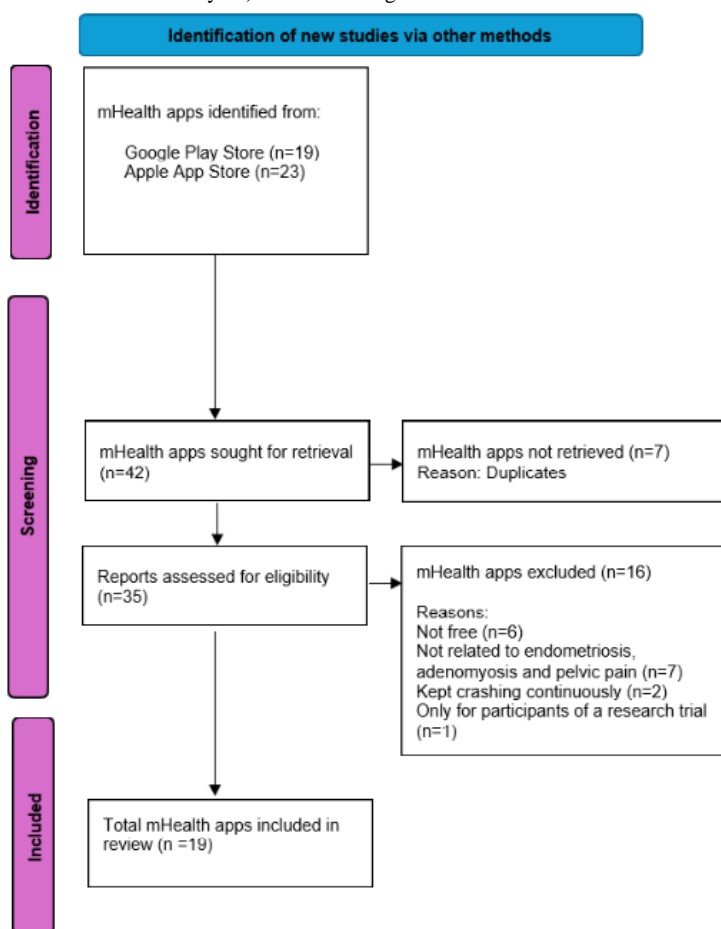 Identification of new studies via other methods
Identification
mHealth apps identified from:
Google Play Store (n=19)
Apple App Store (n=23)
Screening
mHealth apps sought for retrieval
(n=42)
mHealth apps not retrieved (n=7)
Reason: Duplicates
Reports assessed for eligibility
(n=35)
mHealth apps excluded (n=16)
Reasons:
Not free (n=6)
Not related to endometriosis,
adenomyosis and pelvic pain (n=7)
Kept crashing continuously (n=2)
Only for participants of a research trial
(n=1)
Included
Total mHealth apps included in
review (n =19)